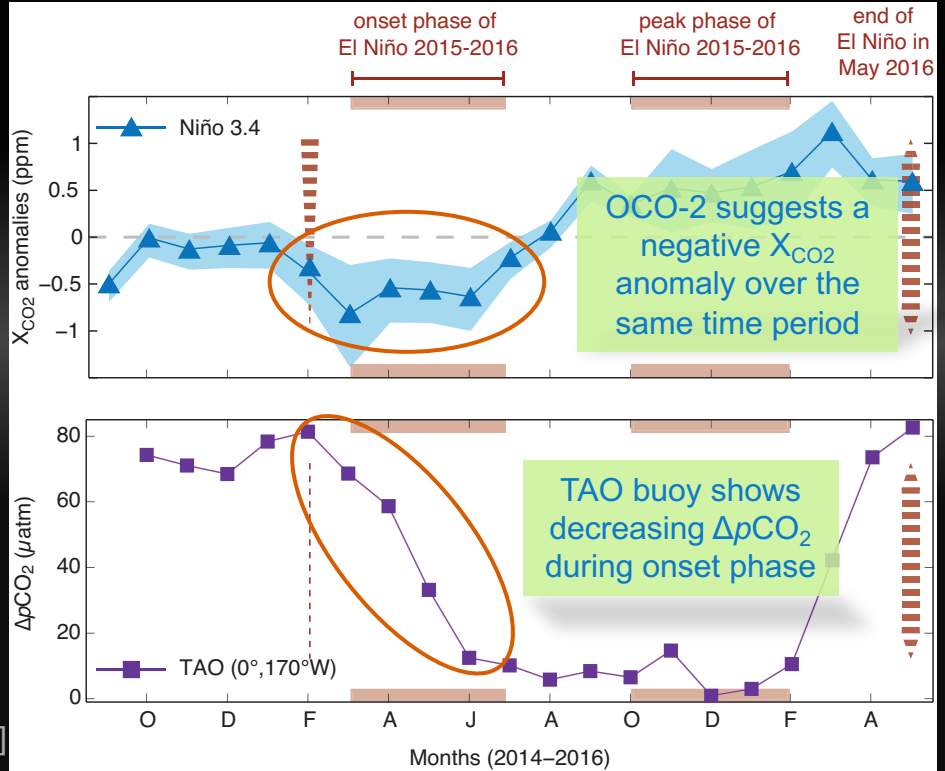 onset phase of
El Niño 2015-2016
peak phase of
El Niño 2015-2016
end of
El Niño in
May 2016
X_CO2 anomalies (ppm)
1
0.5
0
−0.5
−1
Niño 3.4
OCO-2 suggests a
negative X_CO2
anomaly over the
same time period
ΔpCO₂ (µatm)
80
60
40
20
0
TAO buoy shows
decreasing ΔpCO₂
during onset phase
TAO (0°,170°W)
O D F A J A O D F A
Months (2014–2016)